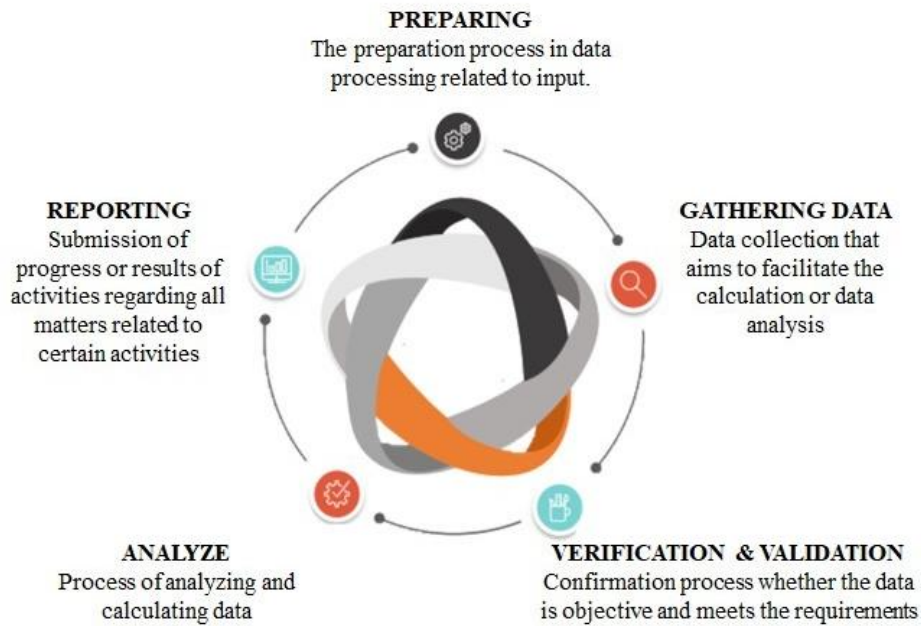 PREPARING
The preparation process in data
processing related to input.
GATHERING DATA
Data collection that
aims to facilitate the
calculation or data
analysis
VERIFICATION & VALIDATION
Confirmation process whether the data
is objective and meets the requirements
ANALYZE
Process of analyzing and
calculating data
REPORTING
Submission of
progress or results of
activities regarding all
matters related to
certain activities